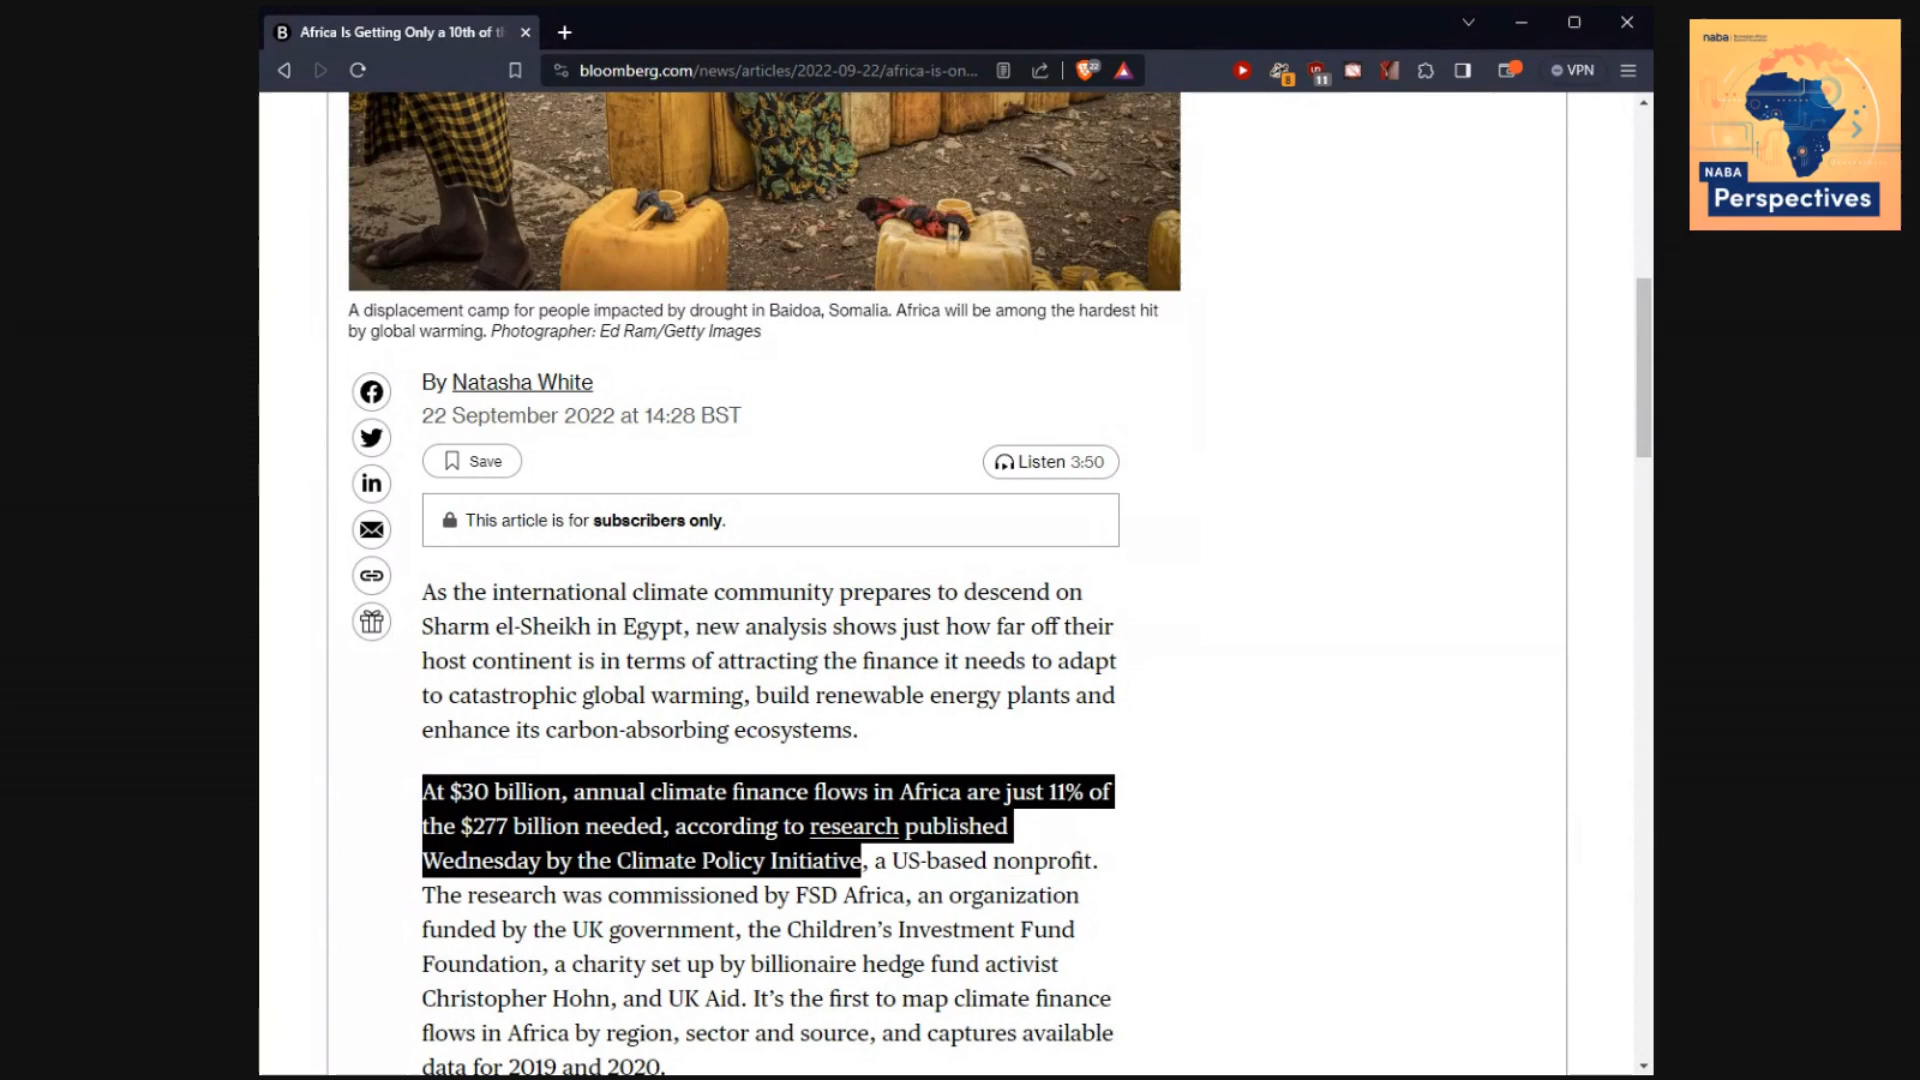 B Africa Is Getting Only a 10th of t
bloomberg.com/news/articles/2022-09-22/africa-is-on...
22
8
11
VPN
naba
NABA
Perspectives
A displacement camp for people impacted by drought in Baidoa, Somalia. Africa will be among the hardest hit
by global warming. Photographer: Ed Ram/Getty Images
By Natasha White
22 September 2022 at 14:28 BST
Save
Listen 3:50
This article is for subscribers only.
As the international climate community prepares to descend on
Sharm el-Sheikh in Egypt, new analysis shows just how far off their
host continent is in terms of attracting the finance it needs to adapt
to catastrophic global warming, build renewable energy plants and
enhance its carbon-absorbing ecosystems.
At $30 billion, annual climate finance flows in Africa are just 11% of
the $277 billion needed, according to research published
Wednesday by the Climate Policy Initiative, a US-based nonprofit.
The research was commissioned by FSD Africa, an organization
funded by the UK government, the Children’s Investment Fund
Foundation, a charity set up by billionaire hedge fund activist
Christopher Hohn, and UK Aid. It’s the first to map climate finance
flows in Africa by region, sector and source, and captures available
data for 2019 and 2020.